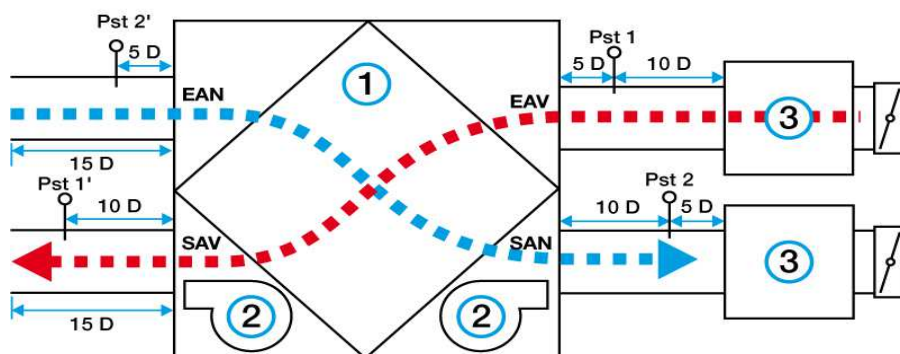 Pst 2'
5 D
Pst 1
5 D
10 D
1
EAN
EAV
3
15 D
Pst 1'
10 D
Pst 2
10 D
5 D
SAV
SAN
3
2
2
15 D